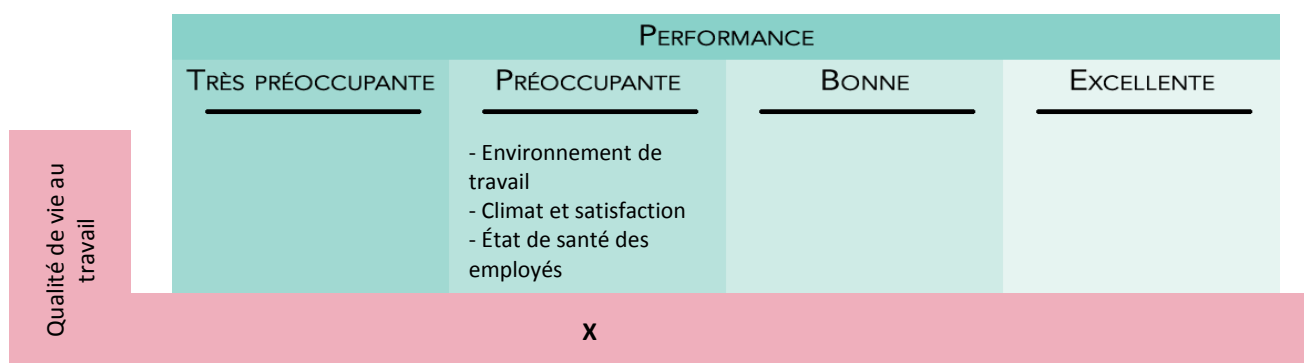 PERFORMANCE
TRÈS PRÉOCCUPANTE
PRÉOCCUPANTE
BONNE
EXCELLENTE
- Environnement de
travail
- Climat et satisfaction
- État de santé des
employés
Qualité de vie au
travail
X